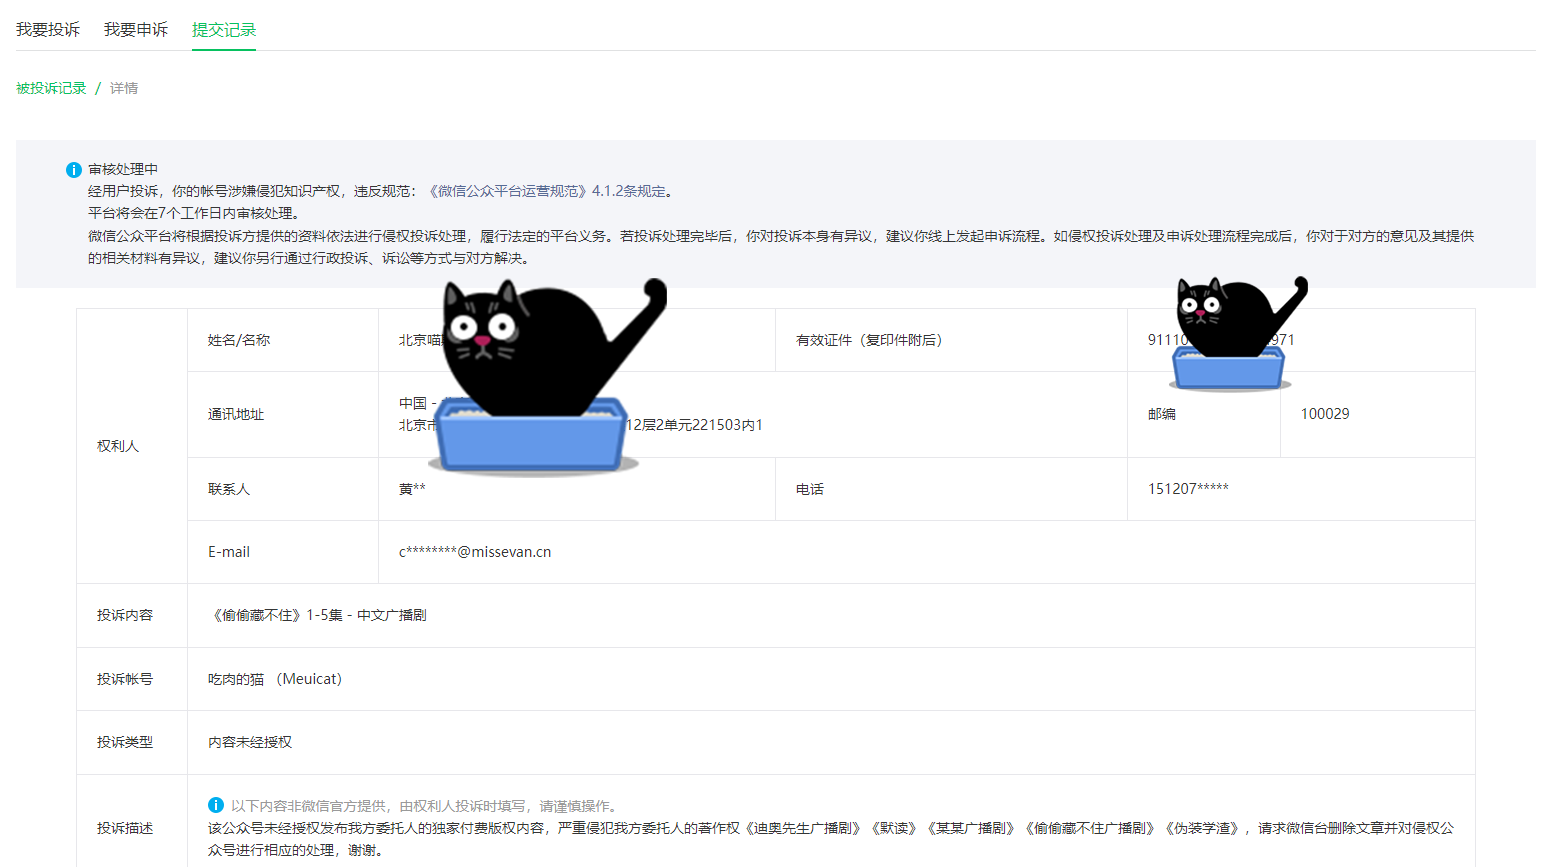 我要投诉 我要申诉 提交记录
被投诉记录 / 详情
审核处理中
经用户投诉，你的帐号涉嫌侵犯知识产权，违反规范：《微信公众平台运营规范》4.1.2条规定。
平台将会在7个工作日内审核处理。
微信公众平台将根据投诉方提供的资料依法进行侵权投诉处理，履行法定的平台义务。若投诉处理完毕后，你对投诉本身有异议，建议你线上发起申诉流程。如侵权投诉处理及申诉处理流程完成后，你对于对方的意见及其提供
的相关材料有异议，建议你另行通过行政投诉、诉讼等方式与对方解决。
权利人
姓名/名称 北京喵 有效证件（复印件附后） 9111 971
通讯地址
中国 -
北京市 12层2单元221503内1
邮编 100029
联系人 黄** 电话 151207*****
E-mail c********@missevan.cn
投诉内容 《偷偷藏不住》1-5集 - 中文广播剧
投诉帐号 吃肉的猫 （Meuicat）
投诉类型 内容未经授权
投诉描述
以下内容非微信官方提供，由权利人投诉时填写，请谨慎操作。
该公众号未经授权发布我方委托人的独家付费版权内容，严重侵犯我方委托人的著作权《迪奥先生广播剧》《默读》《某某广播剧》《偷偷藏不住广播剧》《伪装学渣》，请求微信台删除文章并对侵权公
众号进行相应的处理，谢谢。